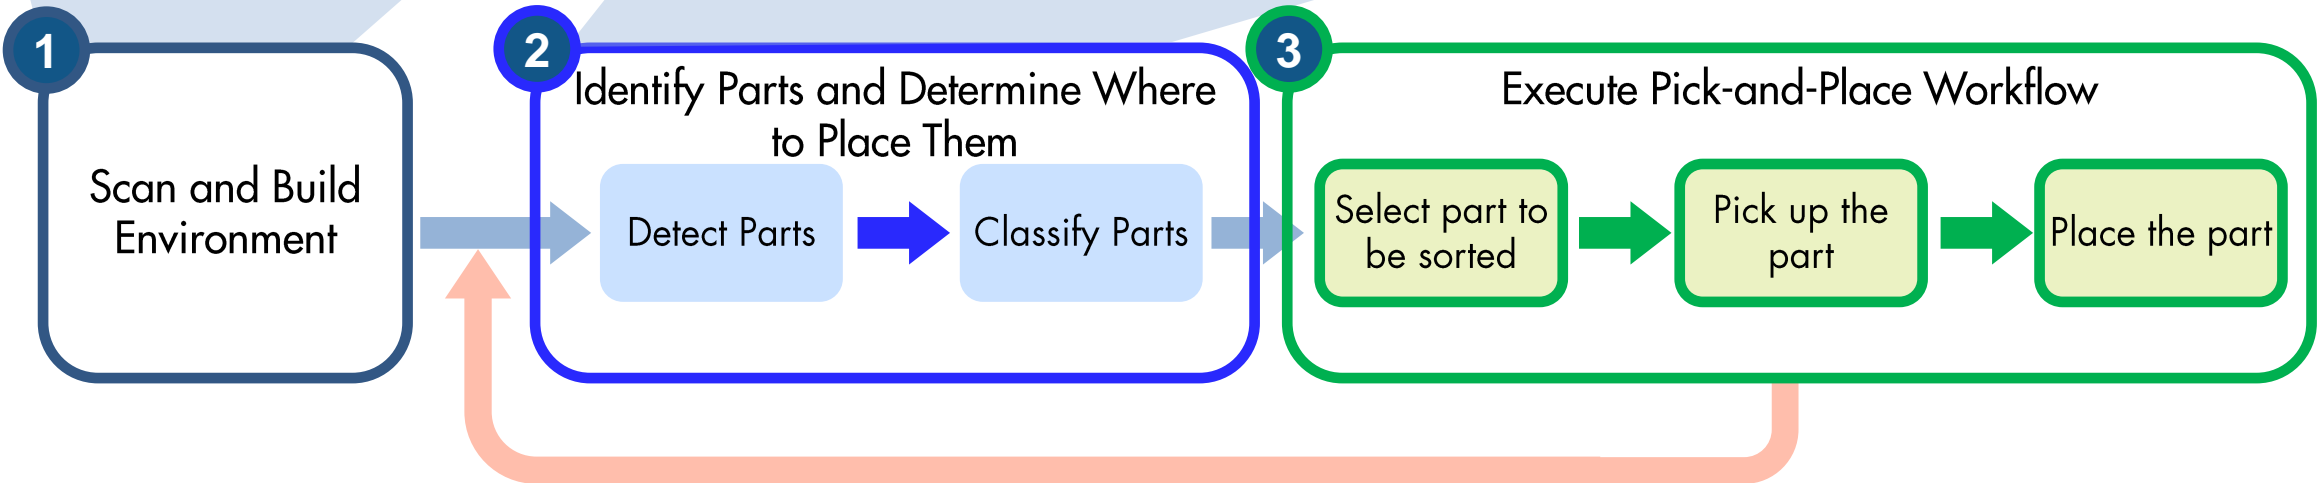 1
Scan and Build
Environment
2
Identify Parts and Determine Where
to Place Them
Detect Parts
Classify Parts
3
Execute Pick-and-Place Workflow
Select part to
be sorted
Pick up the
part
Place the part